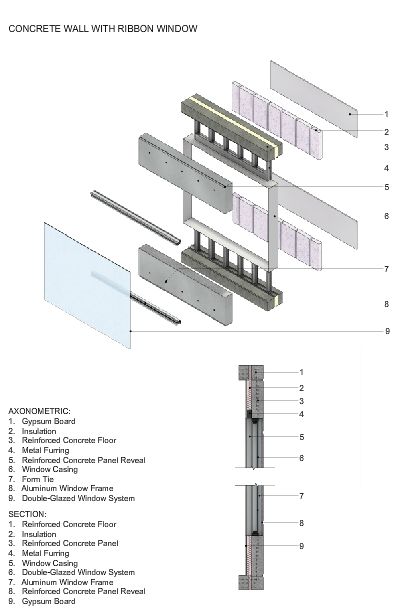 CONCRETE WALL WITH RIBBON WINDOW
1
2
3
4
5
6
7
8
9
1
2
3
4
5
6
7
8
9
AXONOMETRIC:
1. Gypsum Board
2. Insulation
3. Reinforced Concrete Floor
4. Metal Furring
5. Reinforced Concrete Panel Reveal
6. Window Casing
7. Form Tie
8. Aluminum Window Frame
9. Double-Glazed Window System
SECTION:
1. Reinforced Concrete Floor
2. Insulation
3. Reinforced Concrete Panel
4. Metal Furring
5. Window Casing
6. Double-Glazed Window System
7. Aluminum Window Frame
8. Reinforced Concrete Panel Reveal
9. Gypsum Board